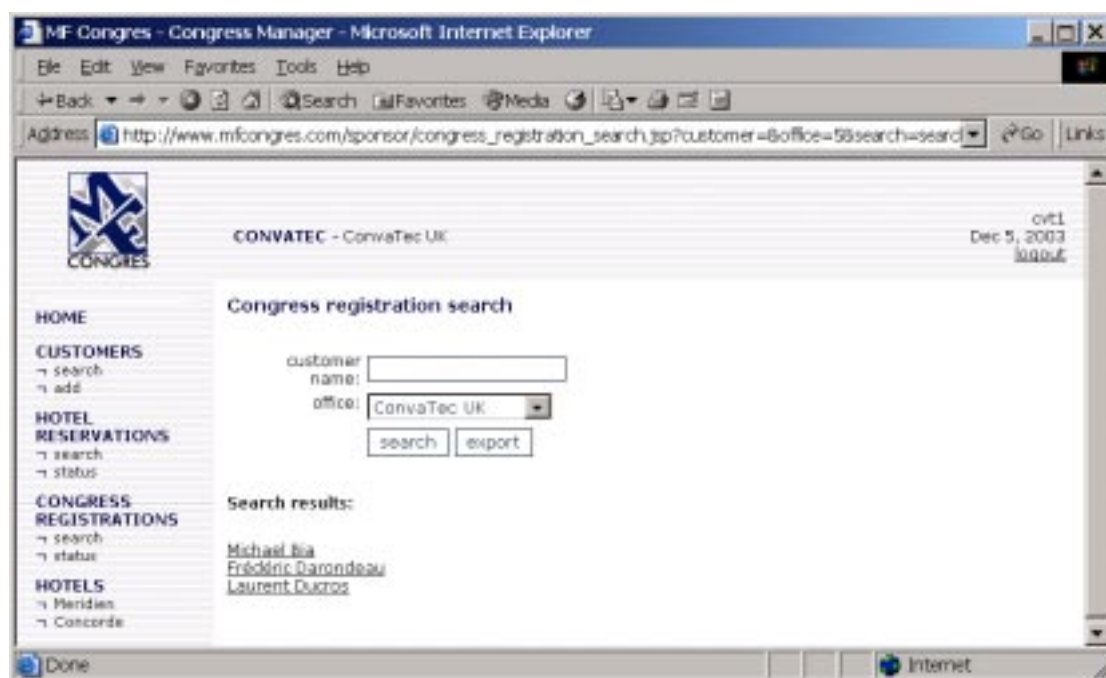 MF Congres - Congress Manager - Microsoft Internet Explorer
File Edit View Favorites Tools Help
Back Search Favorites Media
Address http://www.mfcongres.com/sponsor/congress_registration_search.jsp?customer=&office=5&search=searc Go Links
MF
CONGRES
CONVATEC - ConvaTec UK
cvt1
Dec 5, 2003
logout
HOME
CUSTOMERS
search
add
HOTEL
RESERVATIONS
search
status
CONGRESS
REGISTRATIONS
search
status
HOTELS
Meridien
Concorde
Congress registration search
customer
name:
office: ConvaTec UK
search export
Search results:
Michael Bia
Frédéric Darondeau
Laurent Ducros
Done Internet